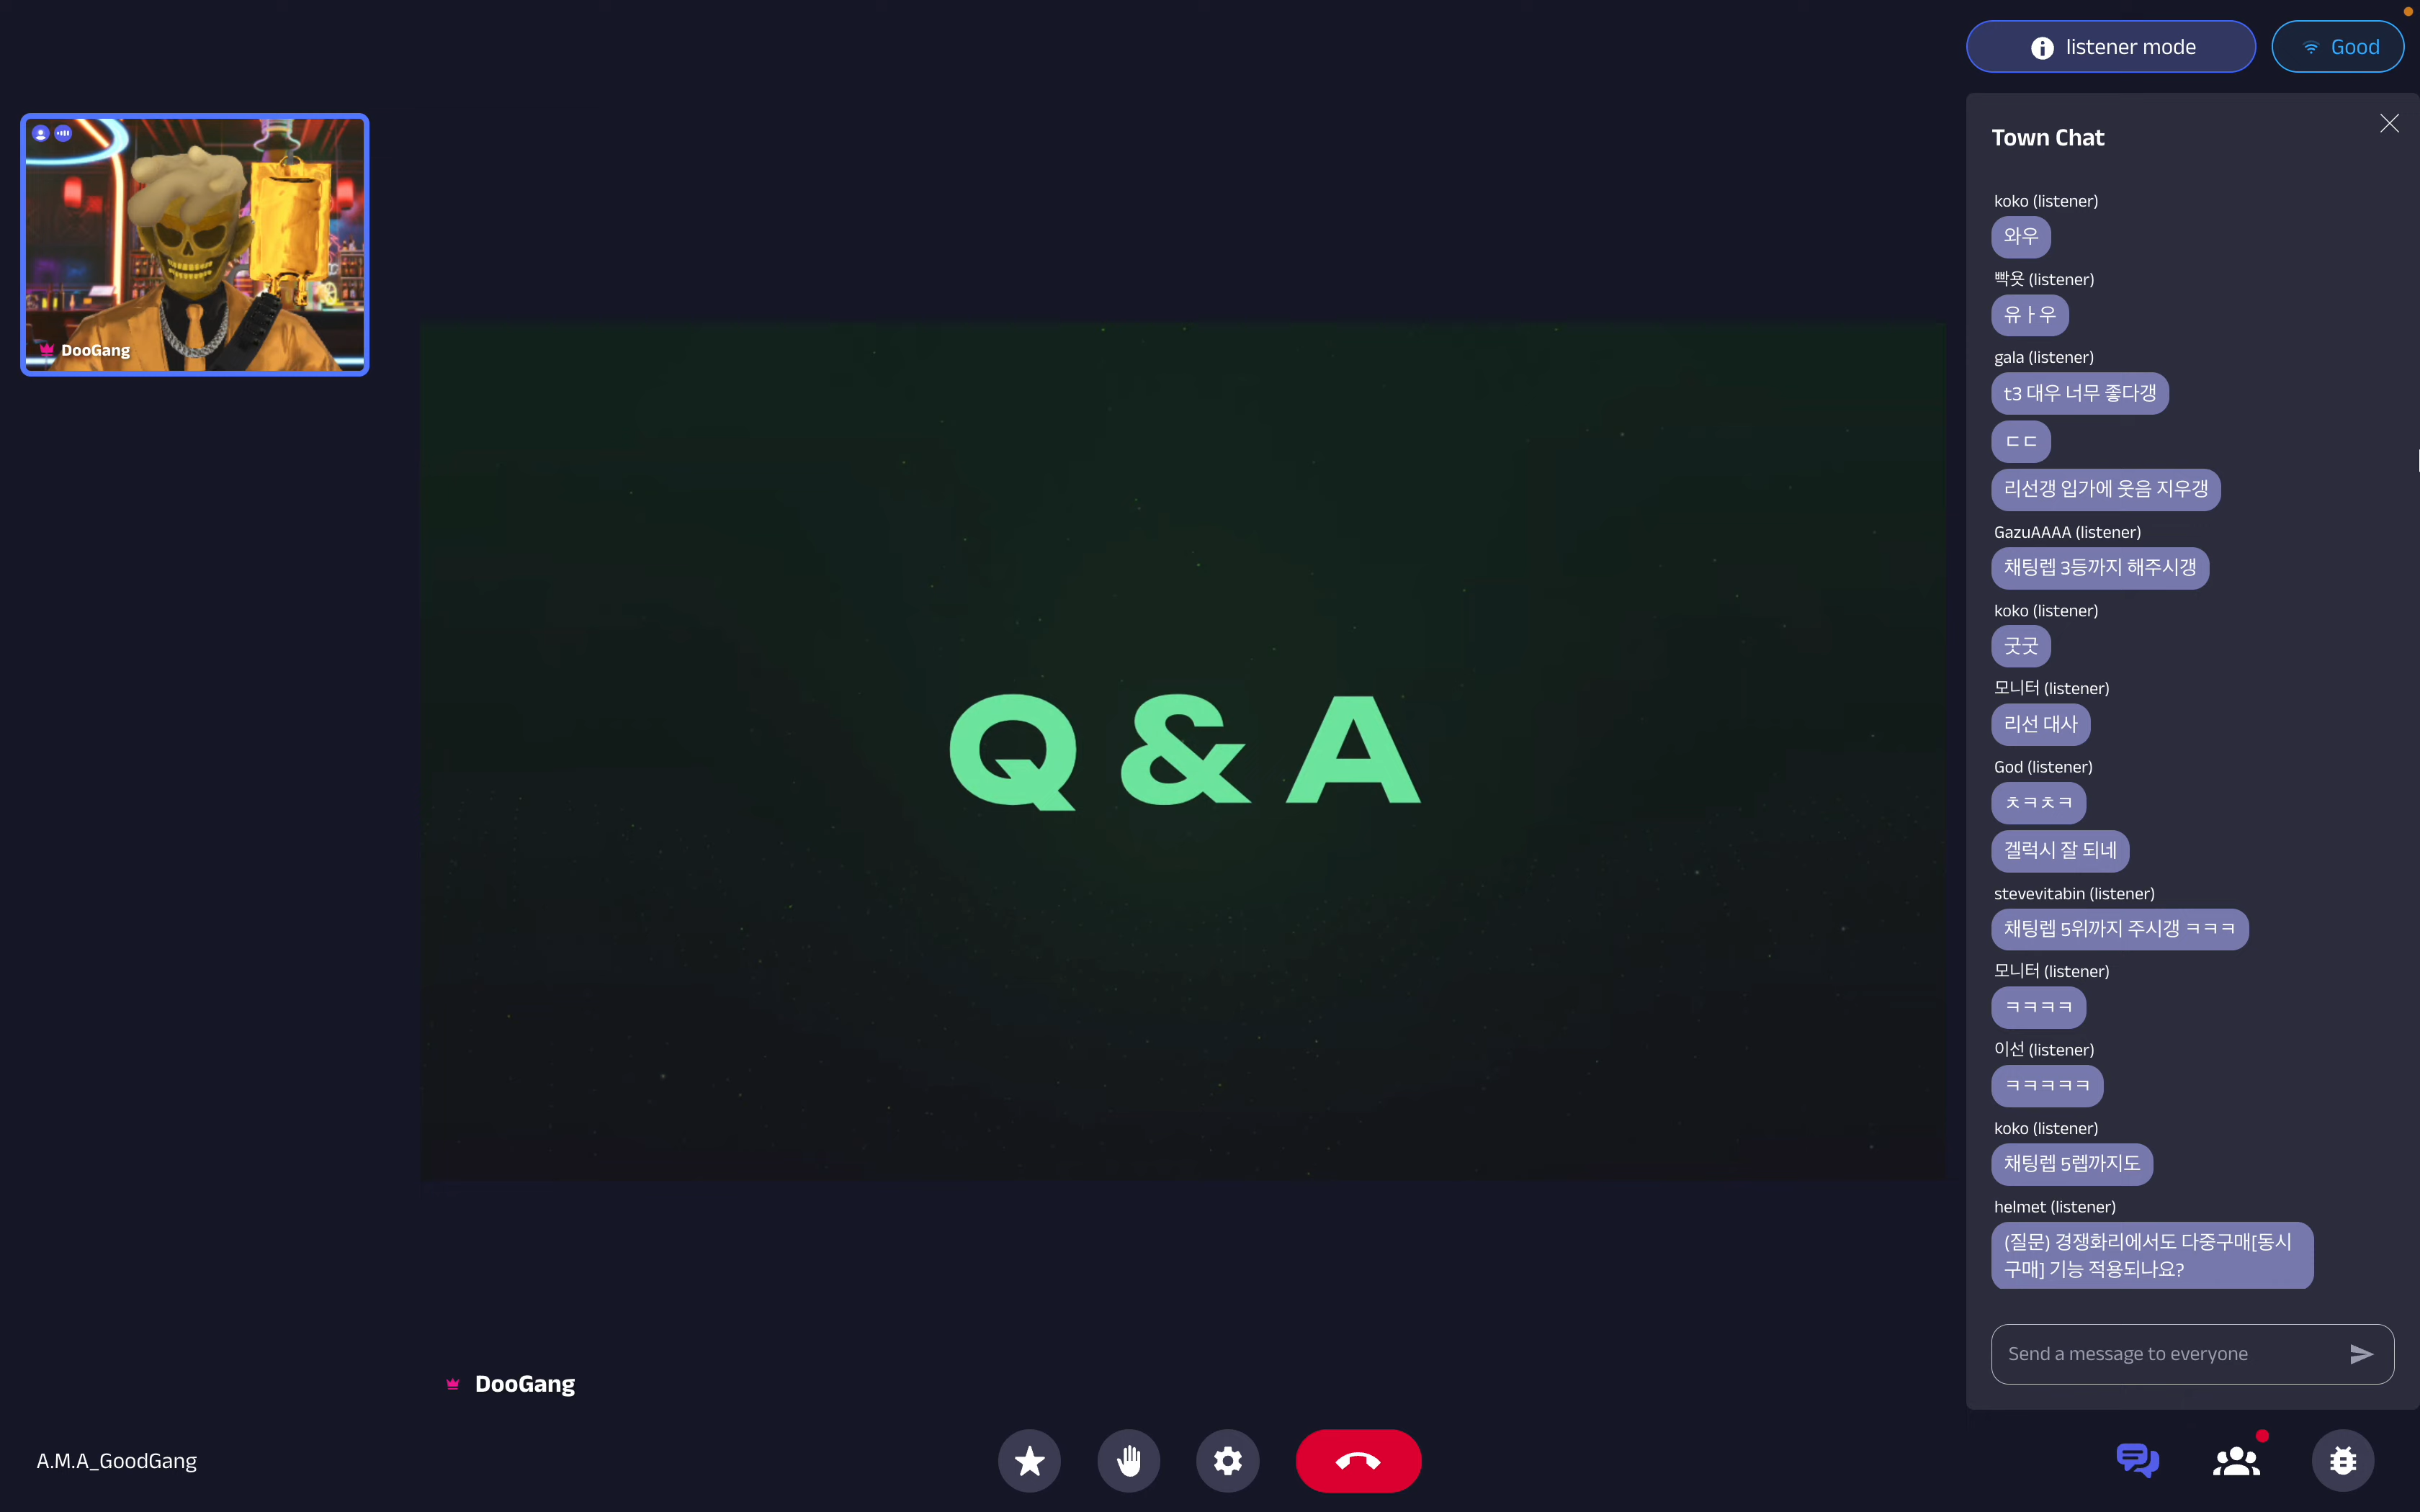 listener mode
Good
DooGang
Q & A
DooGang
A.M.A_GoodGang
Town Chat
koko (listener)
와우
빡욧 (listener)
유ㅏ우
gala (listener)
t3 대우 너무 좋다갱
ㄷㄷ
리선갱 입가에 웃음 지우갱
GazuAAAA (listener)
채팅렙 3등까지 해주시갱
koko (listener)
굿굿
모니터 (listener)
리선 대사
God (listener)
ㅊㅋㅊㅋ
겔럭시 잘 되네
stevevitabin (listener)
채팅렙 5위까지 주시갱 ㅋㅋㅋ
모니터 (listener)
ㅋㅋㅋㅋ
이선 (listener)
ㅋㅋㅋㅋㅋ
koko (listener)
채팅렙 5렙까지도
helmet (listener)
(질문) 경쟁화리에서도 다중구매[동시
구매] 기능 적용되나요?
Send a message to everyone